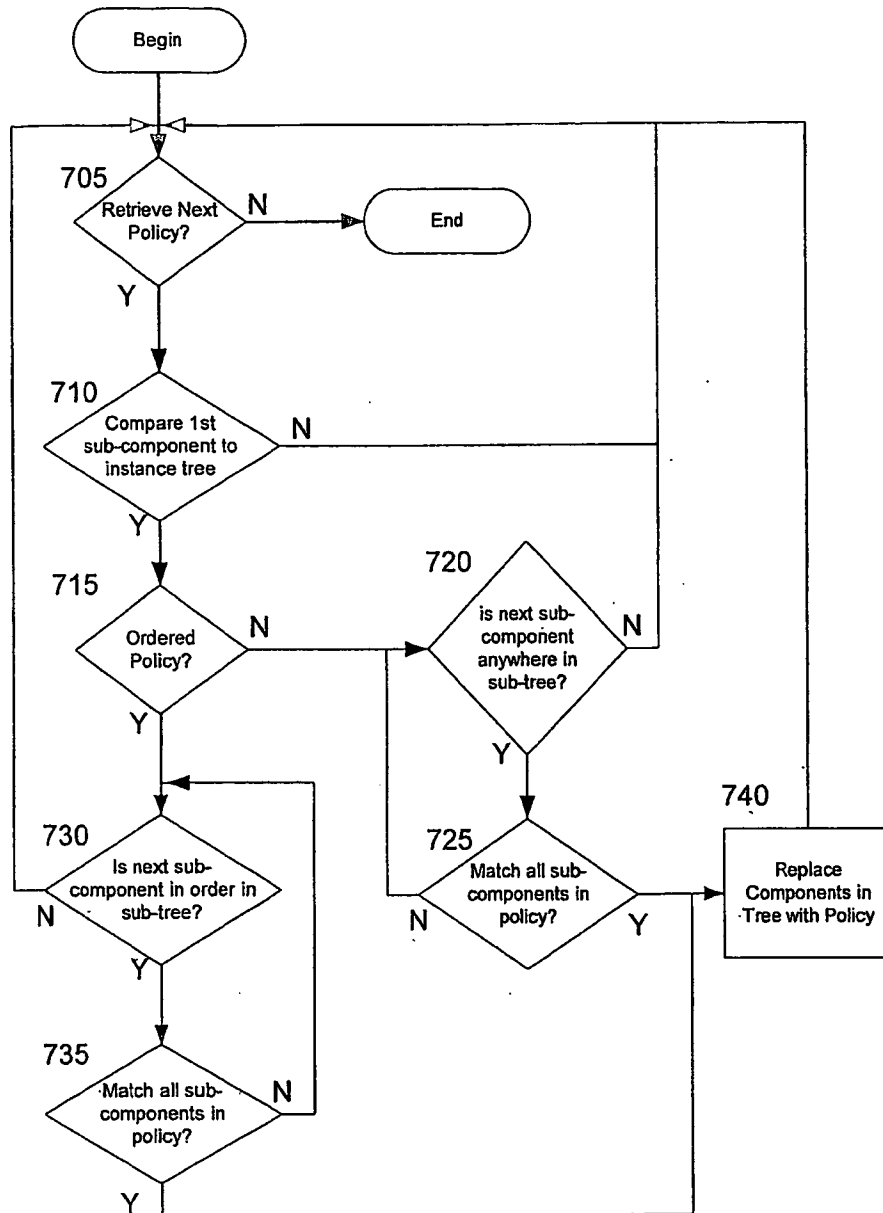 Begin
705
Retrieve Next
Policy?
N
Y
End
710
Compare 1st
sub-component to
instance tree
N
Y
715
Ordered
Policy?
N
Y
720
is next sub-
component
anywhere in
sub-tree?
N
Y
730
Is next sub-
component in order in
sub-tree?
N
Y
725
Match all sub-
components in
policy?
N
Y
740
Replace
Components in
Tree with Policy
735
Match all sub-
components in
policy?
N
Y